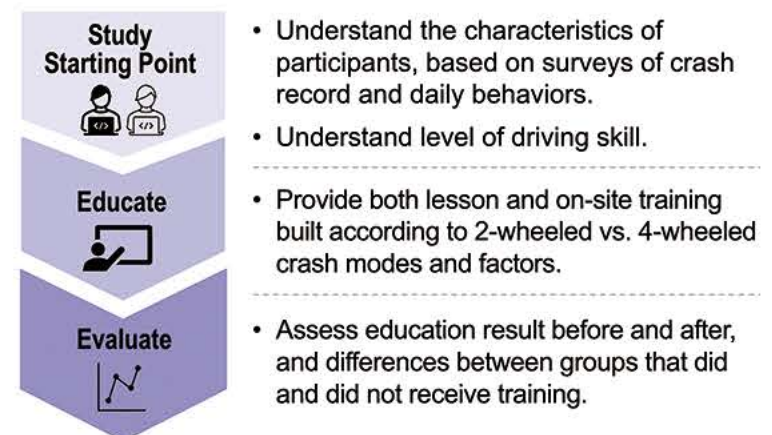 Study
Starting Point
• Understand the characteristics of
participants, based on surveys of crash
record and daily behaviors.
• Understand level of driving skill.
Educate
• Provide both lesson and on-site training
built according to 2-wheeled vs. 4-wheeled
crash modes and factors.
Evaluate
• Assess education result before and after,
and differences between groups that did
and did not receive training.